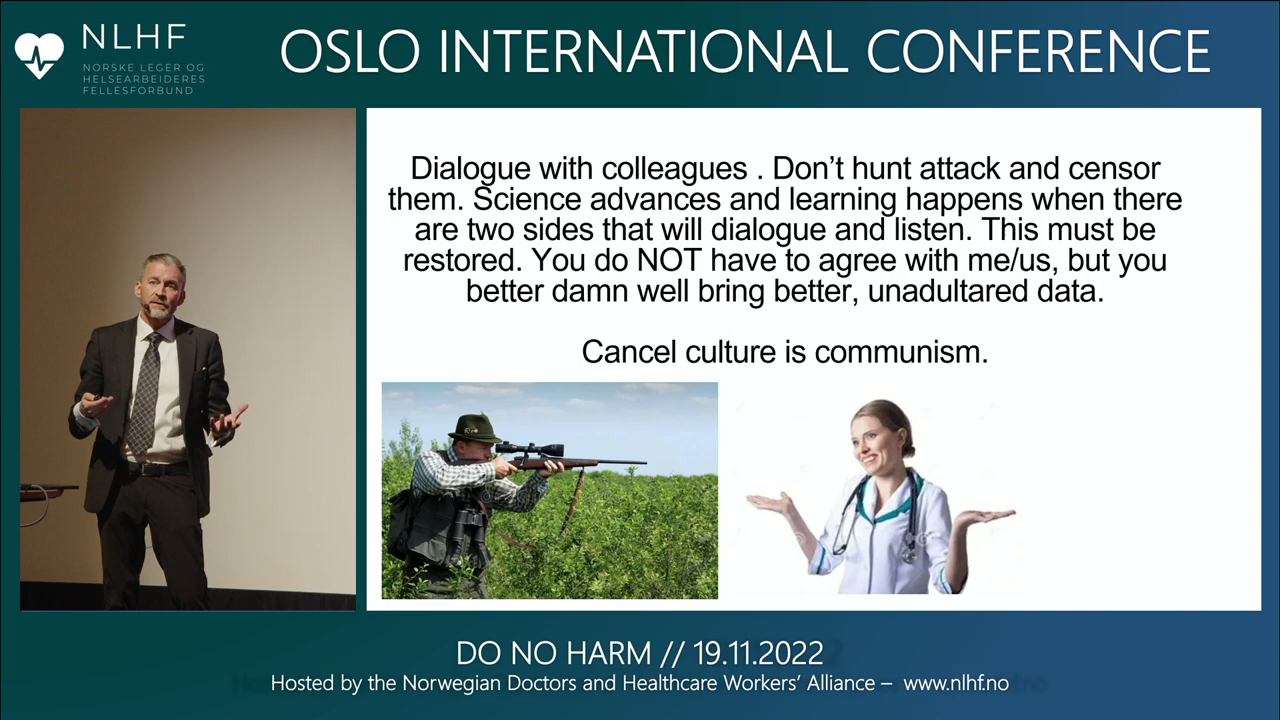 NLHF
NORSKE LEGER OG
HELSEARBEIDERES
FELLESFORBUND
OSLO INTERNATIONAL CONFERENCE
Dialogue with colleagues . Don’t hunt attack and censor
them. Science advances and learning happens when there
are two sides that will dialogue and listen. This must be
restored. You do NOT have to agree with me/us, but you
better damn well bring better, unadultared data.
Cancel culture is communism.
DO NO HARM // 19.11.2022
Hosted by the Norwegian Doctors and Healthcare Workers’ Alliance – www.nlhf.no